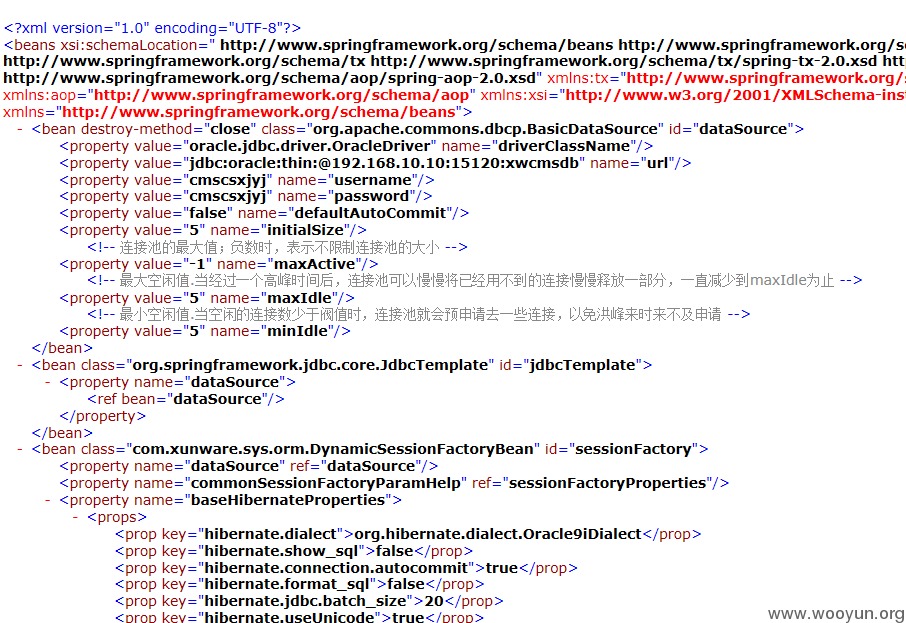 <?xml version="1.0" encoding="UTF-8"?>
<beans xsi:schemaLocation=" http://www.springframework.org/schema/beans http://www.springframework.org/s
http://www.springframework.org/schema/tx http://www.springframework.org/schema/tx/spring-tx-2.0.xsd htt
http://www.springframework.org/schema/aop/spring-aop-2.0.xsd" xmlns:tx="http://www.springframework.org/s
xmlns:aop="http://www.springframework.org/schema/aop" xmlns:xsi="http://www.w3.org/2001/XMLSchema-inst
xmlns="http://www.springframework.org/schema/beans">
- <bean destroy-method="close" class="org.apache.commons.dbcp.BasicDataSource" id="dataSource">
<property value="oracle.jdbc.driver.OracleDriver" name="driverClassName"/>
<property value="jdbc:oracle:thin:@192.168.10.10:15120:xwcmsdb" name="url"/>
<property value="cmscsxjyj" name="username"/>
<property value="cmscsxjyj" name="password"/>
<property value="false" name="defaultAutoCommit"/>
<property value="5" name="initialSize"/>
<!-- 连接池的最大值；负数时，表示不限制连接池的大小 -->
<property value="-1" name="maxActive"/>
<!-- 最大空闲值.当经过一个高峰时间后，连接池可以慢慢将已经用不到的连接慢慢释放一部分，一直减少到maxIdle为止 -->
<property value="5" name="maxIdle"/>
<!-- 最小空闲值.当空闲的连接数少于阀值时，连接池就会预申请去一些连接，以免洪峰来时来不及申请 -->
<property value="5" name="minIdle"/>
</bean>
- <bean class="org.springframework.jdbc.core.JdbcTemplate" id="jdbcTemplate">
- <property name="dataSource">
<ref bean="dataSource"/>
</property>
</bean>
- <bean class="com.xunware.sys.orm.DynamicSessionFactoryBean" id="sessionFactory">
<property name="dataSource" ref="dataSource"/>
<property name="commonSessionFactoryParamHelp" ref="sessionFactoryProperties"/>
- <property name="baseHibernateProperties">
- <props>
<prop key="hibernate.dialect">org.hibernate.dialect.Oracle9iDialect</prop>
<prop key="hibernate.show_sql">false</prop>
<prop key="hibernate.connection.autocommit">true</prop>
<prop key="hibernate.format_sql">false</prop>
<prop key="hibernate.jdbc.batch_size">20</prop>
<prop key="hibernate.useUnicode">true</prop>
www.wooyun.org